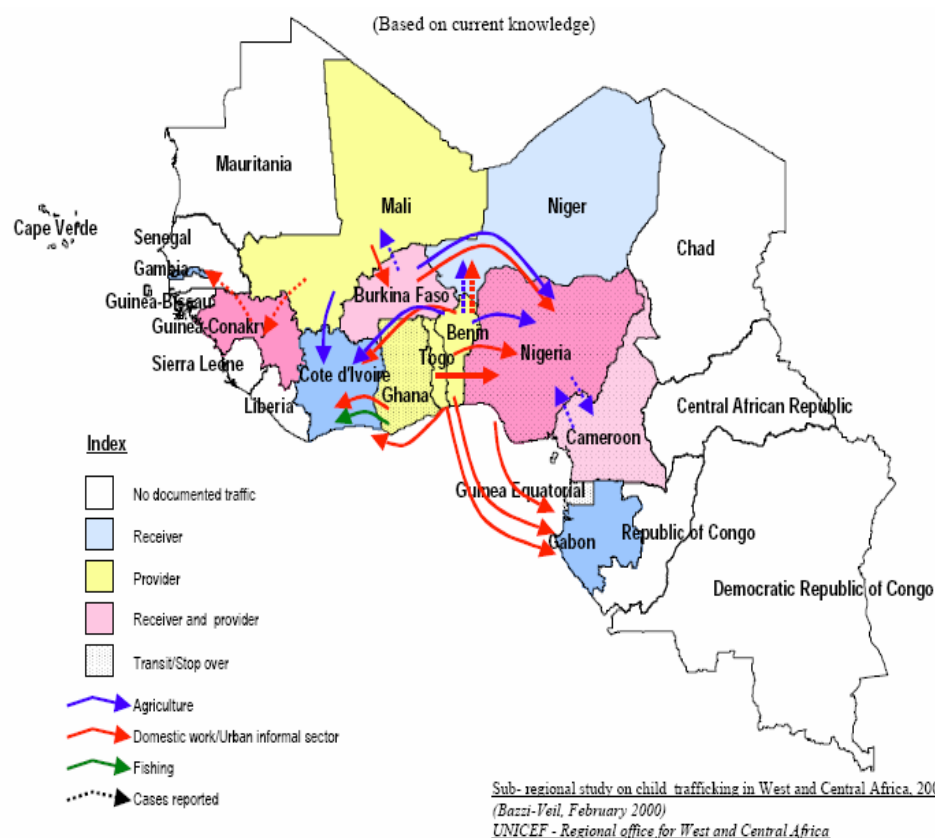 (Based on current knowledge)
Mauritania
Mali
Niger
Cape Verde
Chad
Senegal
Gambia
Burkina Faso
Guinea-Bissau
Guinea-Conakry
Benin
Nigeria
Togo
Sierra Leone
Cote d'Ivoire
Ghana
Liberia
Central African Republic
Cameroon
Index
Guinea Equatorial
No documented traffic
Republic of Congo
Receiver
Gabon
Provider
Democratic Republic of Congo
Receiver and provider
Transit/Stop over
Agriculture
Domestic work/Urban informal sector
Fishing
Cases reported
Sub- regional study on child trafficking in West and Central Africa, 200
(Bazzi-Veil, February 2000)
UNICEF - Regional office for West and Central Africa